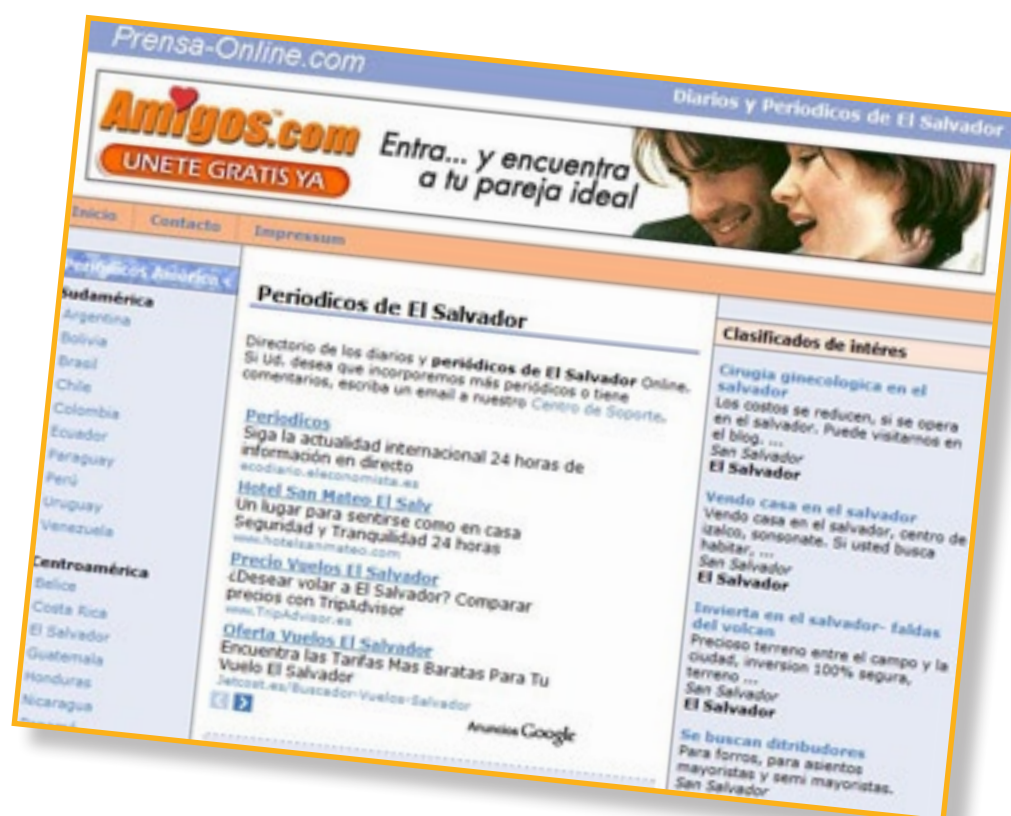 Prensa-Online.com
Diarios y Periodicos de El Salvador
Amigos.com
UNETE GRATIS YA
Entra... y encuentra
a tu pareja ideal
Inicio
Contacto
Impressum
Periódicos América <
Sudamérica
Argentina
Bolivia
Brasil
Chile
Colombia
Ecuador
Paraguay
Perú
Uruguay
Venezuela
Centroamérica
Belice
Costa Rica
El Salvador
Guatemala
Honduras
Nicaragua
Panamá
Periodicos de El Salvador
Directorio de los diarios y periódicos de El Salvador Online.
Si Ud. desea que incorporemos más periódicos o tiene
comentarios, escriba un email a nuestro Centro de Soporte.
Periodicos
Siga la actualidad internacional 24 horas de
información en directo
ecodiario.eleconomista.es
Hotel San Mateo El Salv
Un lugar para sentirse como en casa
Seguridad y Tranquilidad 24 horas
www.hotelsanmateo.com
Precio Vuelos El Salvador
¿Desear volar a El Salvador? Comparar
precios con TripAdvisor
www.TripAdvisor.es
Oferta Vuelos El Salvador
Encuentra las Tarifas Mas Baratas Para Tu
Vuelo El Salvador
Jetcost.es/Buscador-Vuelos-Salvador
Anuncios Google
Clasificados de intéres
Cirugia ginecologica en el
salvador
Los costos se reducen, si se opera
en el salvador. Puede visitarnos en
el blog. ...
San Salvador
El Salvador
Vendo casa en el salvador
Vendo casa en el salvador, centro de
izalco, sonsonate. Si usted busca
habitar, ...
San Salvador
El Salvador
Invierta en el salvador- faldas
del volcan
Precioso terreno entre el campo y la
ciudad, inversion 100% segura,
terreno ...
San Salvador
El Salvador
Se buscan ditribudores
Para forros, para asientos
mayoristas y semi mayoristas.
San Salvador